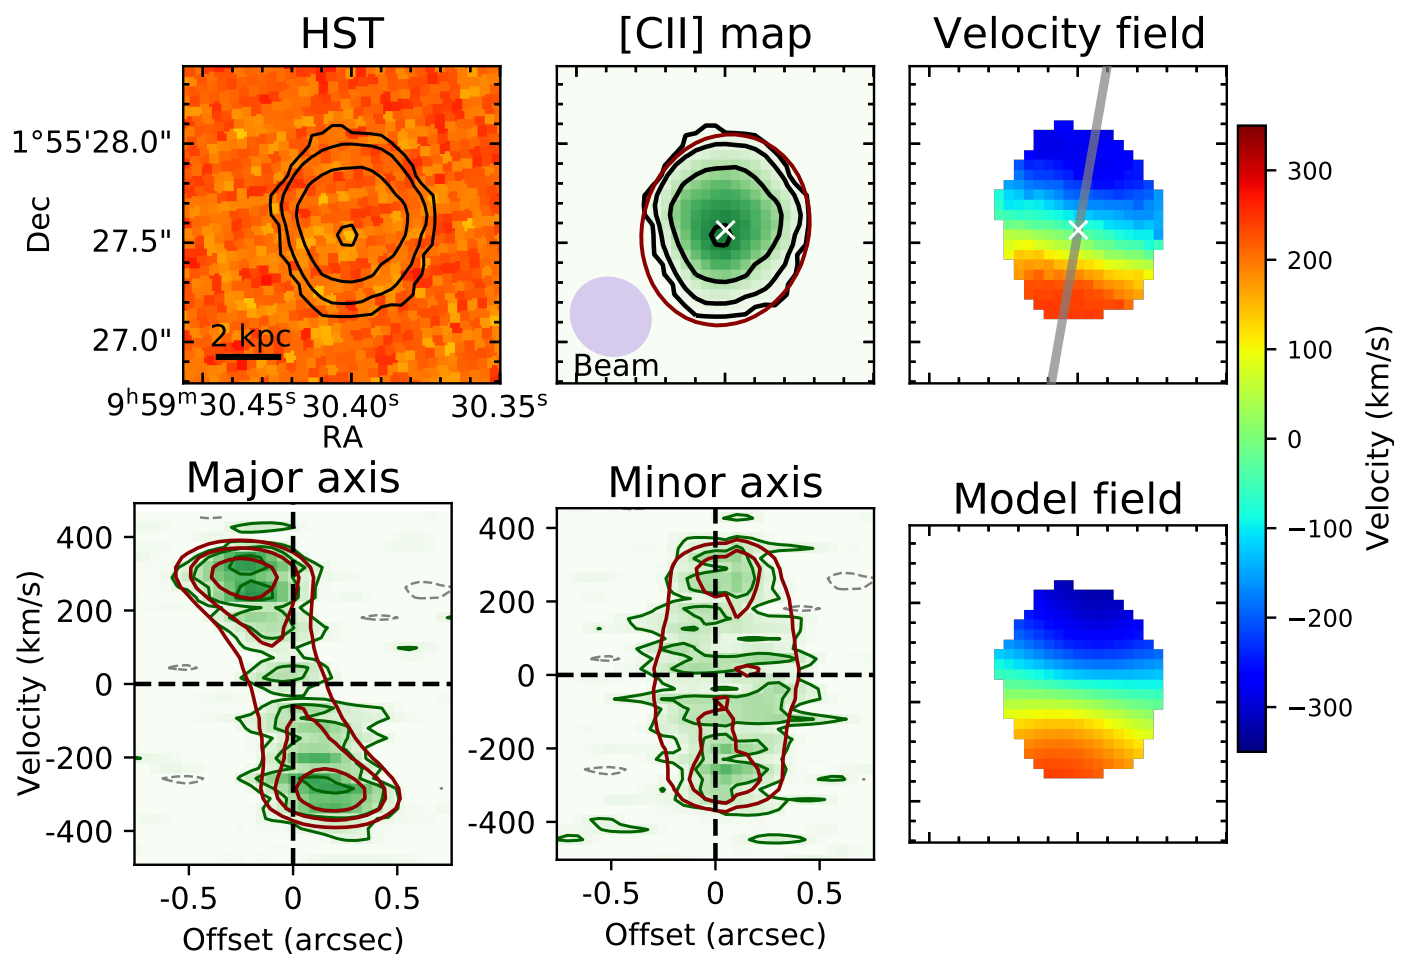 HST
[CII] map
Velocity field
1°55'28.0"
27.5"
27.0"
Dec
2 kpc
9ʰ59ᵐ30.45ˢ 30.40ˢ 30.35ˢ
RA
Beam
300
200
100
0
−100
−200
−300
Velocity (km/s)
Major axis
400
200
0
-200
-400
Velocity (km/s)
-0.5 0 0.5
Offset (arcsec)
Minor axis
400
200
0
-200
-400
-0.5 0 0.5
Offset (arcsec)
Model field